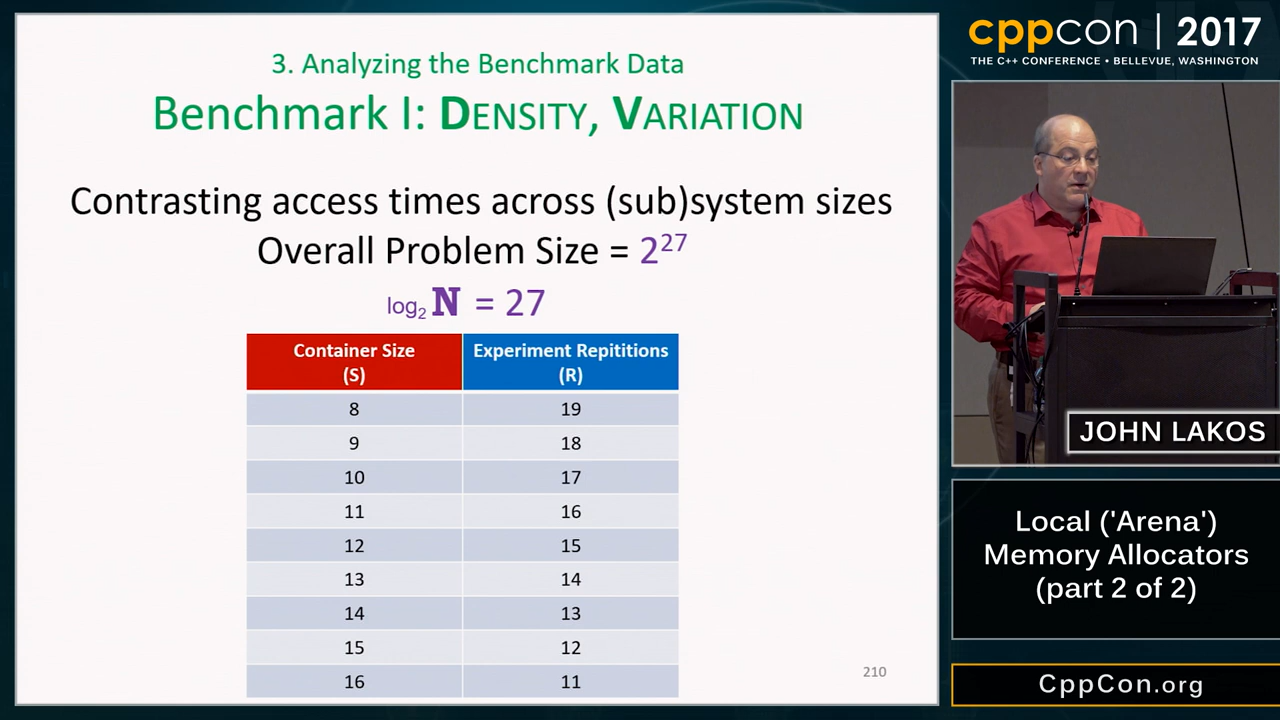 3. Analyzing the Benchmark Data
Benchmark I: DENSITY, VARIATION
Contrasting access times across (sub)system sizes
Overall Problem Size = 2²⁷
log₂ N = 27
Container Size (S) Experiment Repititions (R)
8 19
9 18
10 17
11 16
12 15
13 14
14 13
15 12
16 11
210
cppcon | 2017
THE C++ CONFERENCE • BELLEVUE, WASHINGTON
JOHN LAKOS
Local ('Arena')
Memory Allocators
(part 2 of 2)
CppCon.org